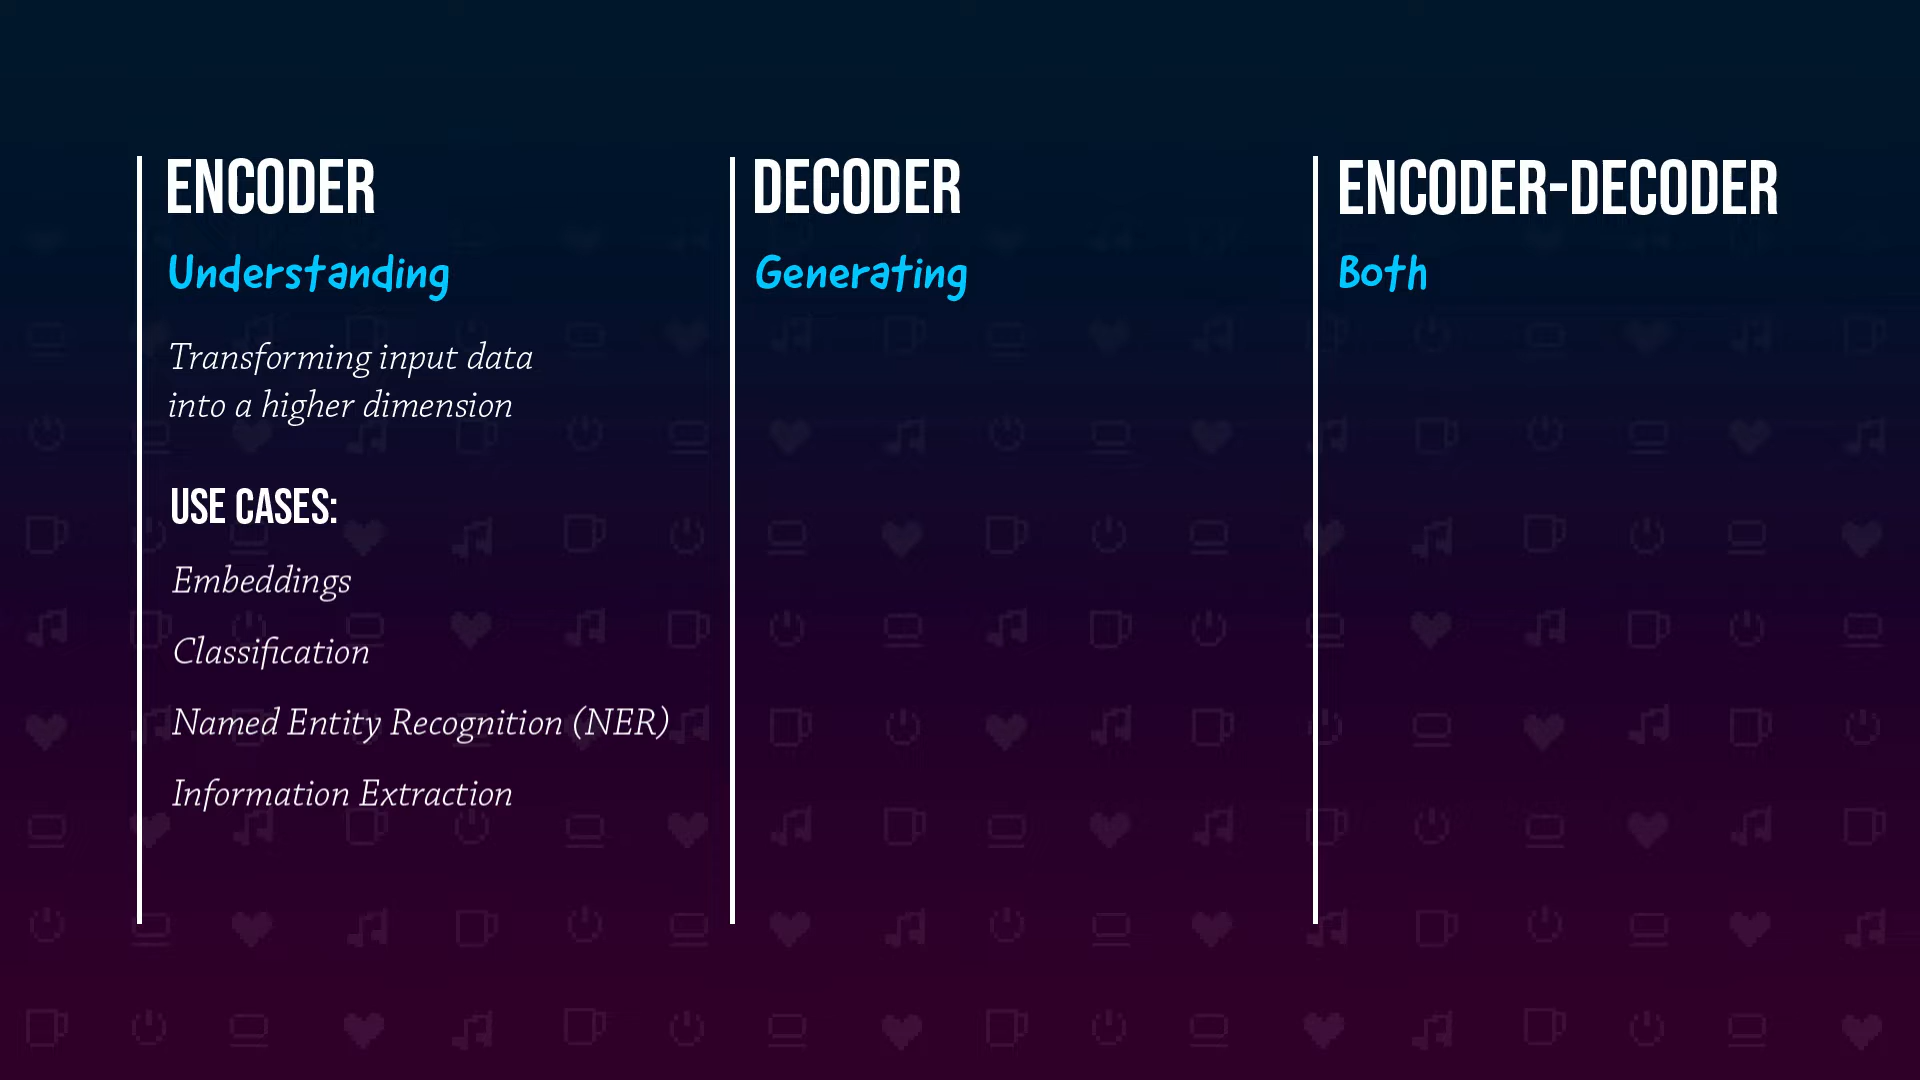 ENCODER
Understanding
Transforming input data
into a higher dimension
USE CASES:
Embeddings
Classification
Named Entity Recognition (NER)
Information Extraction
DECODER
Generating
ENCODER-DECODER
Both